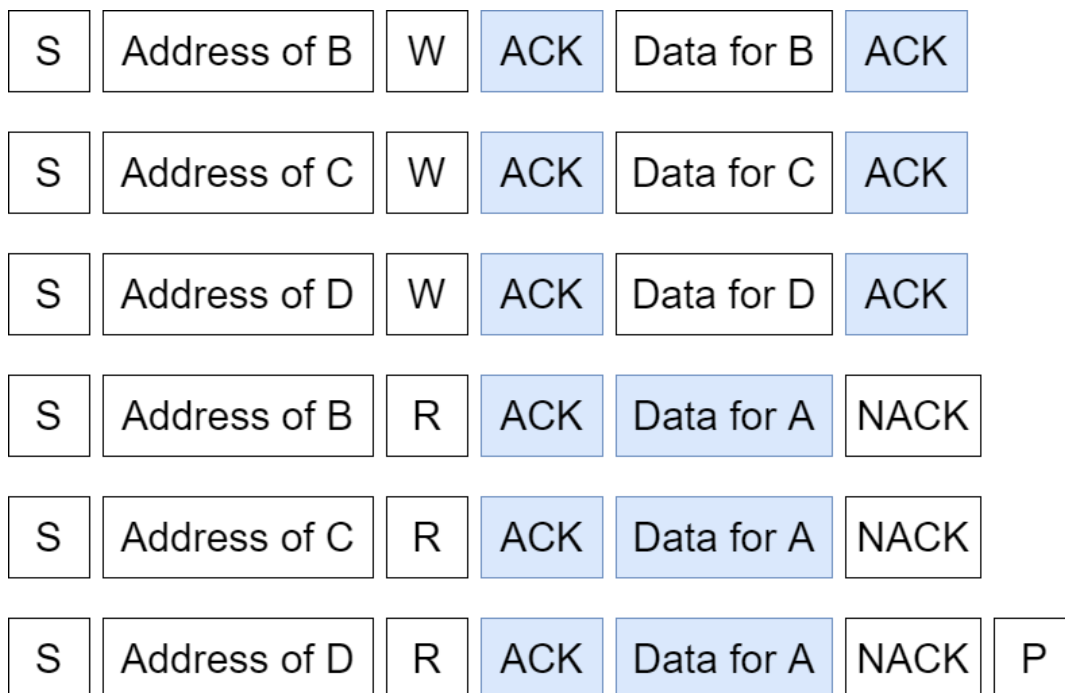 S Address of B W ACK Data for B ACK
S Address of C W ACK Data for C ACK
S Address of D W ACK Data for D ACK
S Address of B R ACK Data for A NACK
S Address of C R ACK Data for A NACK
S Address of D R ACK Data for A NACK P